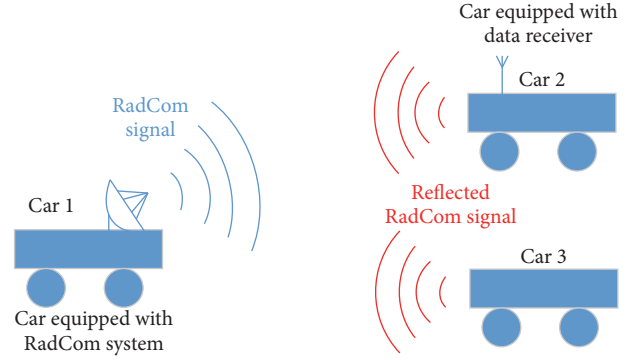 Car equipped with
data receiver
Car 2
RadCom
signal
Reflected
RadCom signal
Car 1
Car 3
Car equipped with
RadCom system